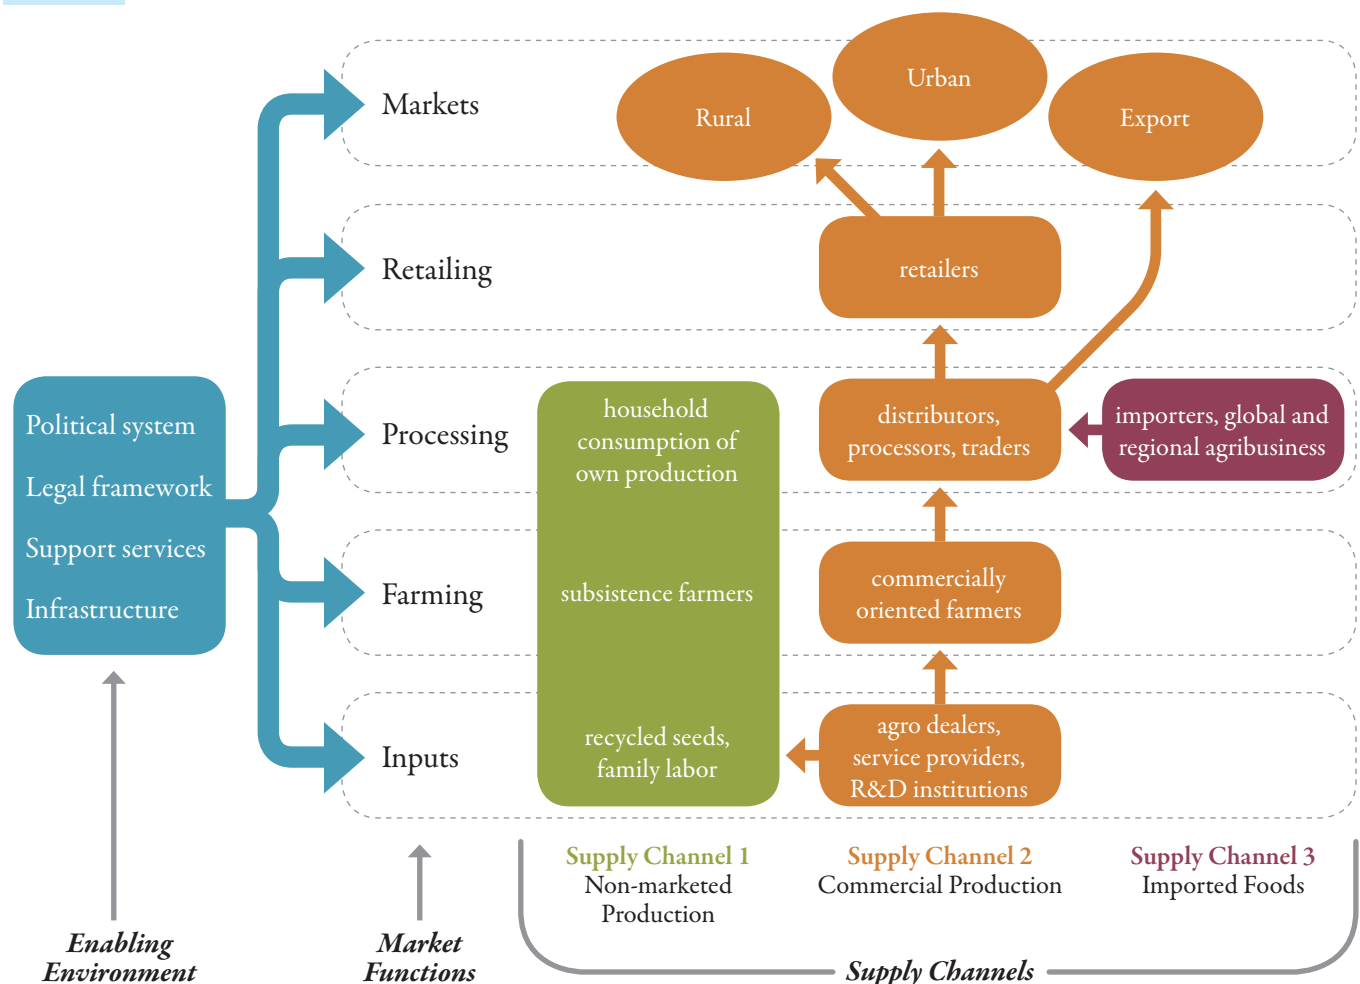 Markets
Rural
Urban
Export
Retailing
retailers
Political system
Legal framework
Support services
Infrastructure
Processing
household
consumption of
own production
distributors,
processors, traders
importers, global and
regional agribusiness
Farming
subsistence farmers
commercially
oriented farmers
Inputs
recycled seeds,
family labor
agro dealers,
service providers,
R&D institutions
Supply Channel 1
Non-marketed
Production
Supply Channel 2
Commercial Production
Supply Channel 3
Imported Foods
Enabling
Environment
Market
Functions
Supply Channels